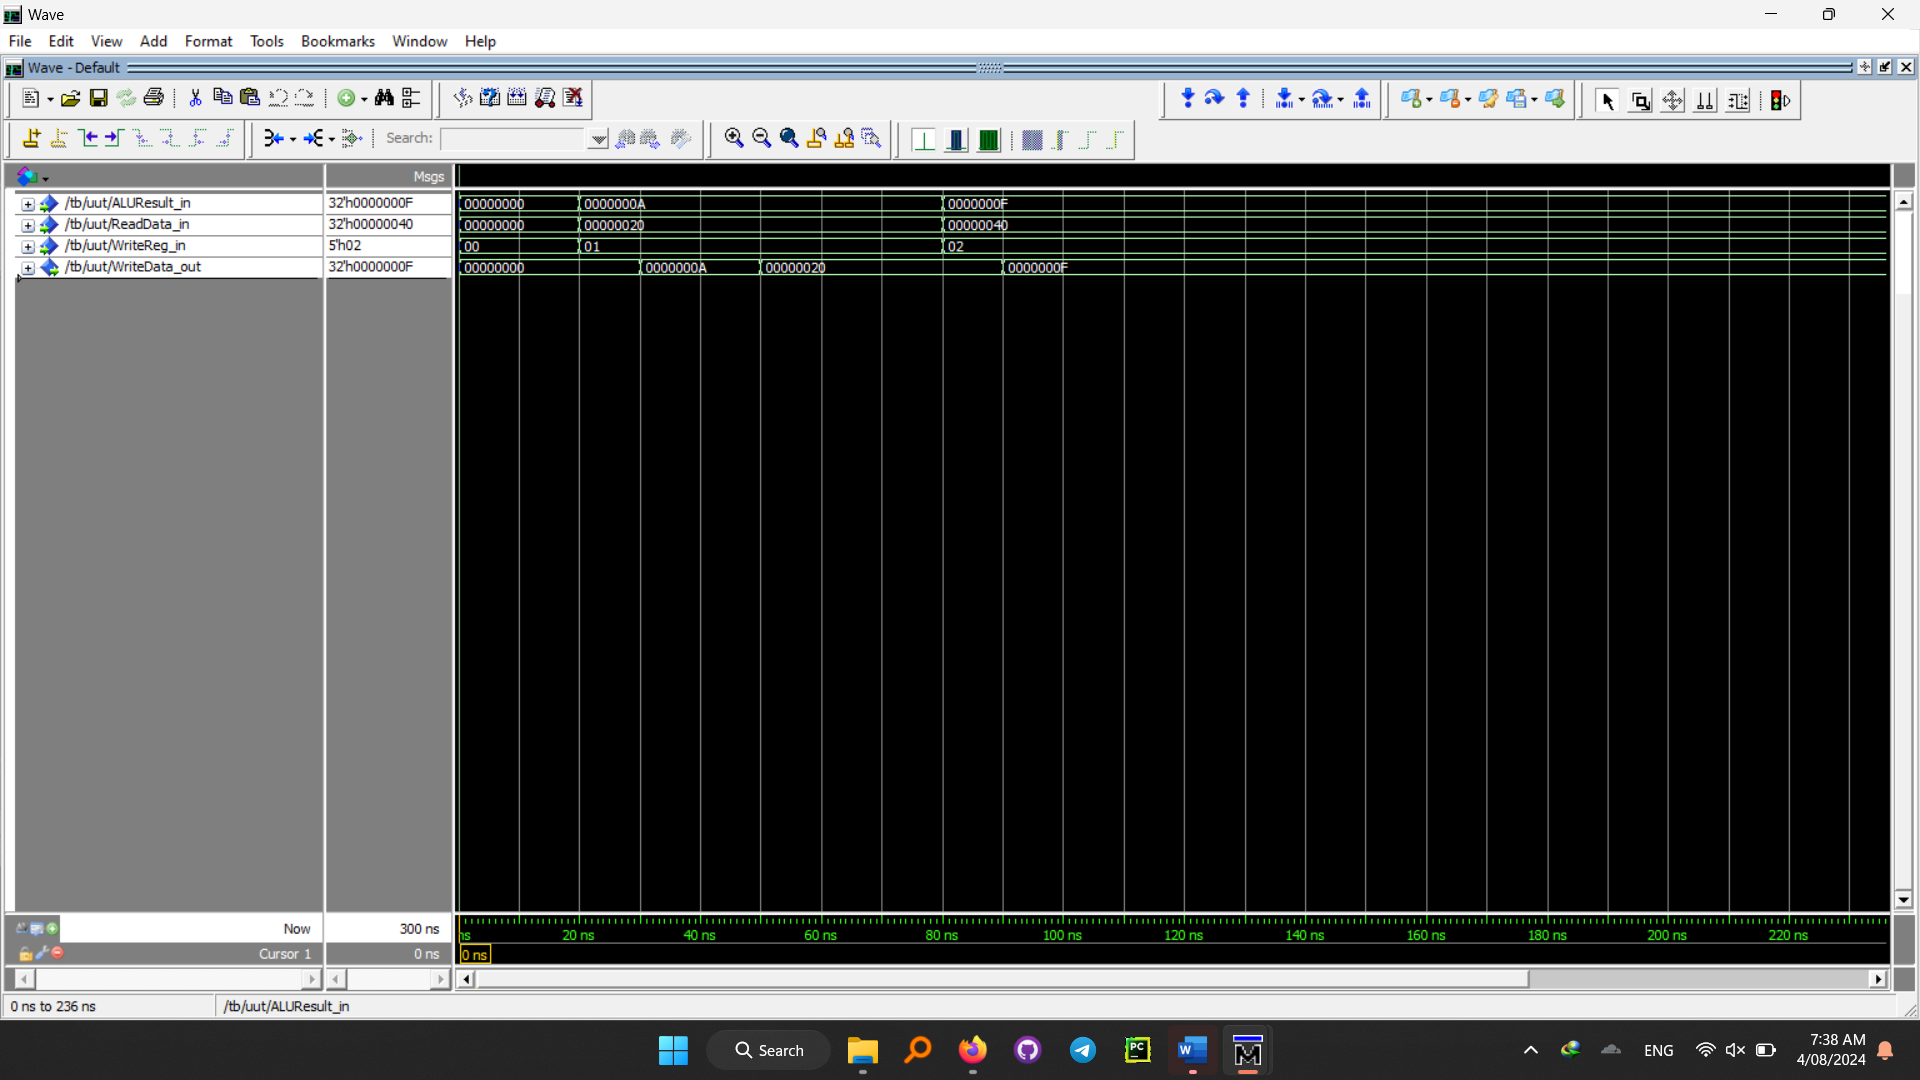 Wave
File Edit View Add Format Tools Bookmarks Window Help
Wave - Default
Search:
Msgs
/tb/uut/ALUResult_in 32'h0000000F 00000000 0000000A 0000000F
/tb/uut/ReadData_in 32'h00000040 00000000 00000020 00000040
/tb/uut/WriteReg_in 5'h02 00 01 02
/tb/uut/WriteData_out 32'h0000000F 00000000 0000000A 00000020 0000000F
Now 300 ns ns 20 ns 40 ns 60 ns 80 ns 100 ns 120 ns 140 ns 160 ns 180 ns 200 ns 220 ns
Cursor 1 0 ns 0 ns
0 ns to 236 ns /tb/uut/ALUResult_in
Search PC W M ENG 7:38 AM
4/08/2024